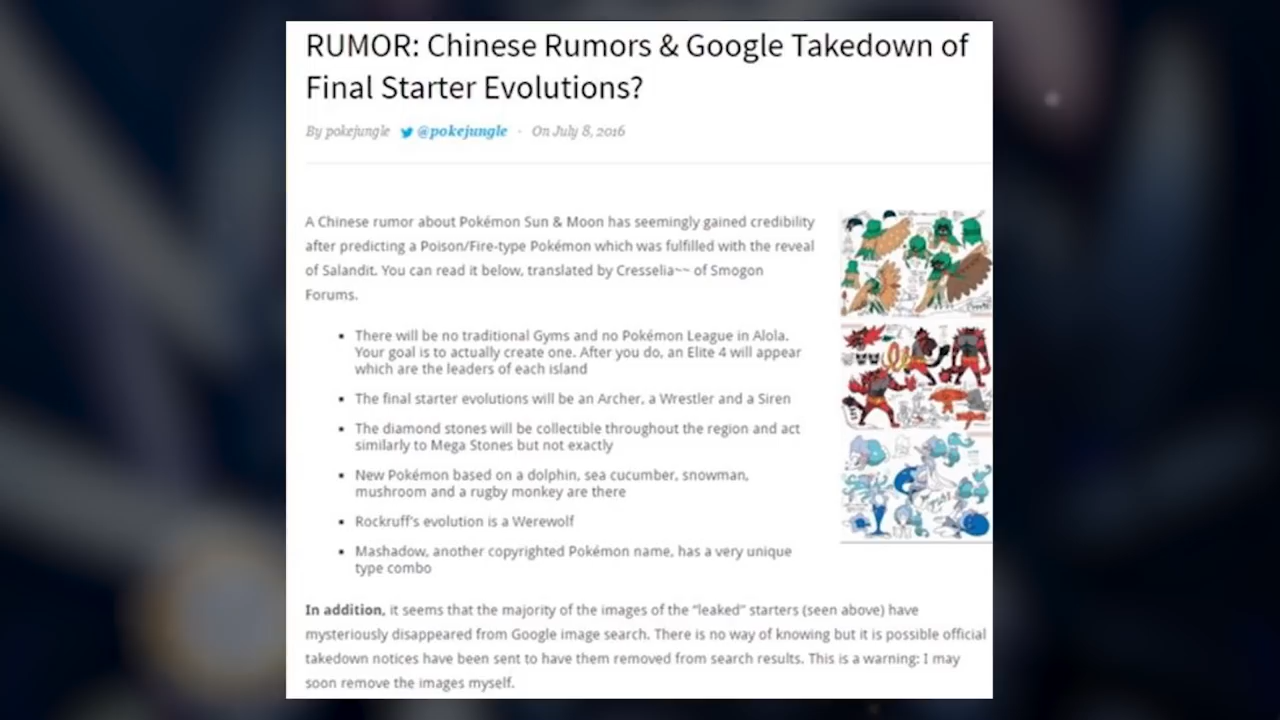 RUMOR: Chinese Rumors & Google Takedown of
Final Starter Evolutions?
By pokejungle @pokejungle · On July 8, 2016
A Chinese rumor about Pokémon Sun & Moon has seemingly gained credibility
after predicting a Poison/Fire-type Pokémon which was fulfilled with the reveal
of Salandit. You can read it below, translated by Cresselia~~ of Smogon
Forums.
▪ There will be no traditional Gyms and no Pokémon League in Alola.
Your goal is to actually create one. After you do, an Elite 4 will appear
which are the leaders of each island
▪ The final starter evolutions will be an Archer, a Wrestler and a Siren
▪ The diamond stones will be collectible throughout the region and act
similarly to Mega Stones but not exactly
▪ New Pokémon based on a dolphin, sea cucumber, snowman,
mushroom and a rugby monkey are there
▪ Rockruff's evolution is a Werewolf
▪ Mashadow, another copyrighted Pokémon name, has a very unique
type combo
In addition, it seems that the majority of the images of the "leaked" starters (seen above) have
mysteriously disappeared from Google image search. There is no way of knowing but it is possible official
takedown notices have been sent to have them removed from search results. This is a warning: I may
soon remove the images myself.